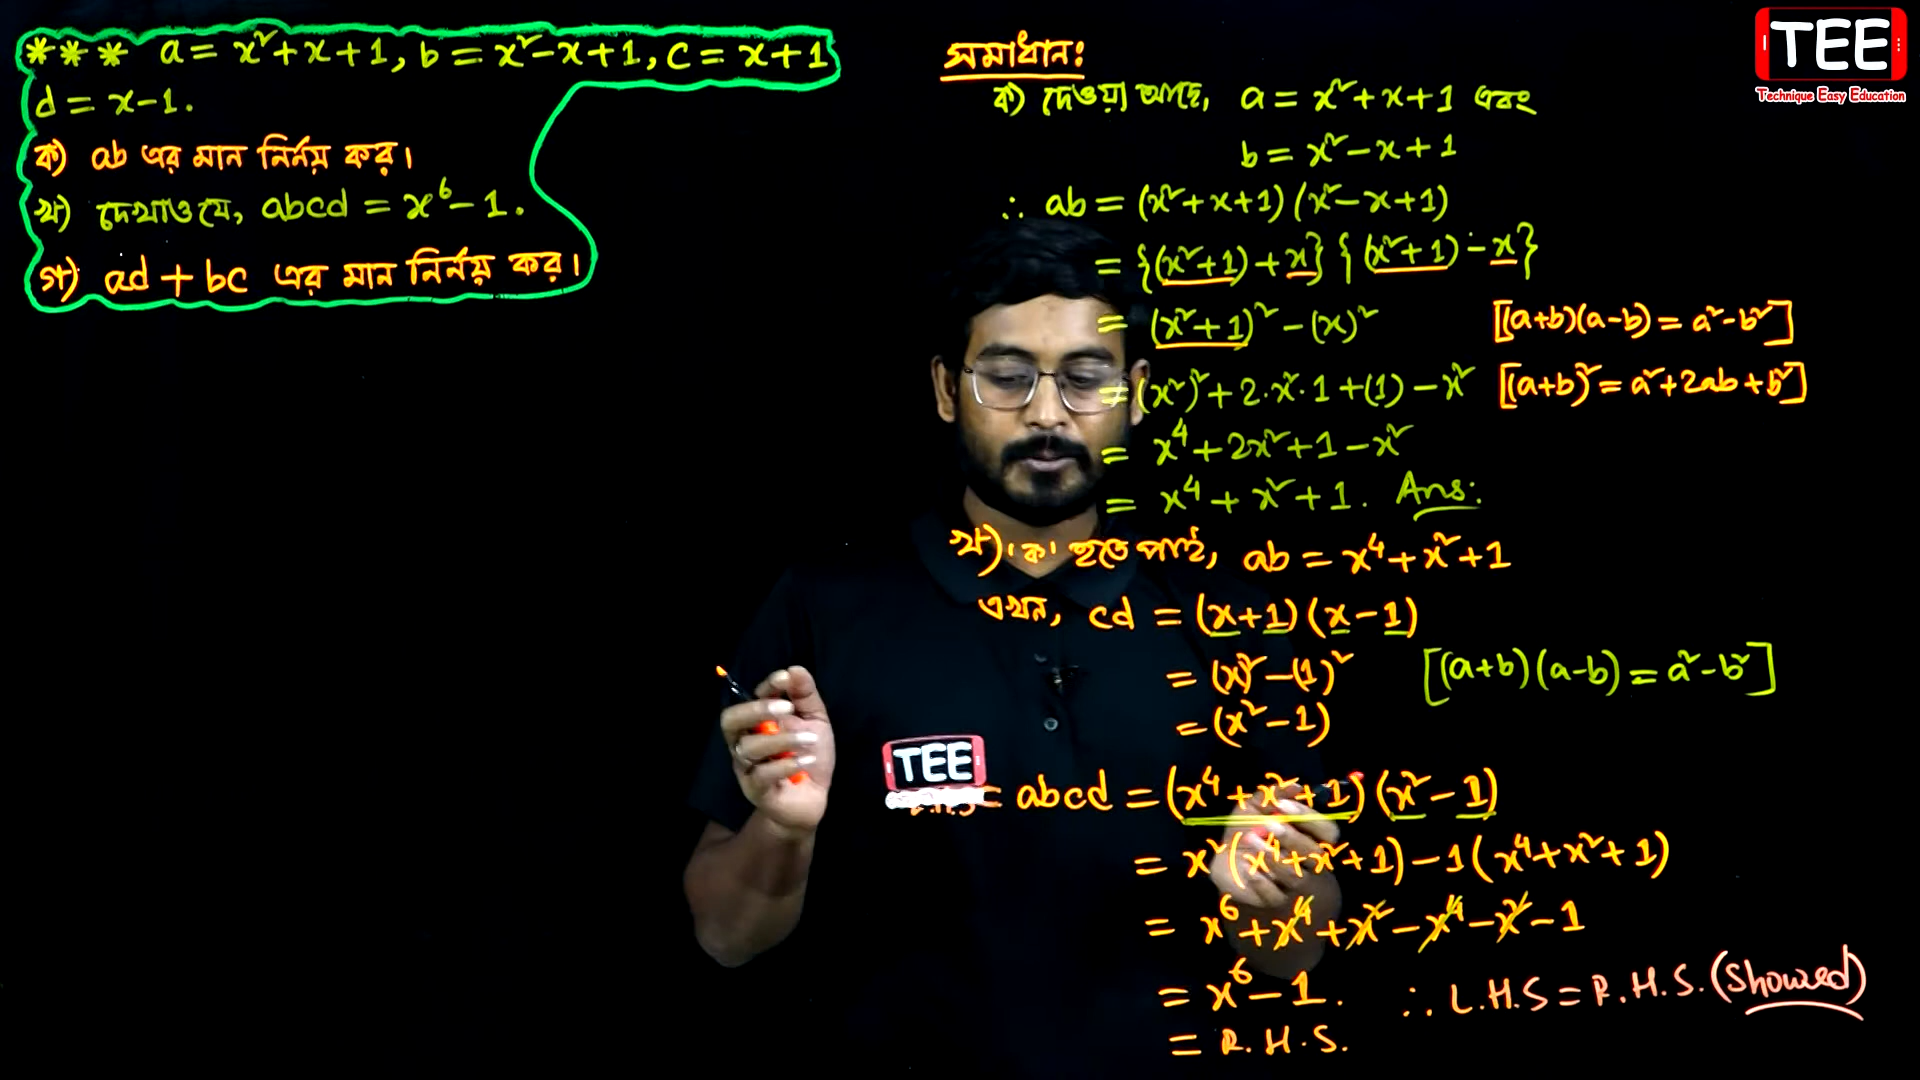 *** a = x²+x+1, b = x²-x+1, c = x+1
d = x-1.
ক) ab এর মান নির্নয় কর।
খ) দেখাও যে, abcd = x⁶-1.
গ) ad + bc এর মান নির্নয় কর।
সমাধান:
ক) দেওয়া আছে, a = x²+x+1 এবং
b = x²-x+1
∴ ab = (x²+x+1)(x²-x+1)
= {(x²+1)+x}{(x²+1)-x}
= (x²+1)²-(x)² [(a+b)(a-b) = a²-b²]
= (x²)²+2·x²·1+(1)-x² [(a+b)² = a²+2ab+b²]
= x⁴+2x²+1-x²
= x⁴+x²+1. Ans:
খ) 'ক' হতে পাই, ab = x⁴+x²+1
এখন, cd = (x+1)(x-1)
= (x)²-(1)² [(a+b)(a-b) = a²-b²]
= (x²-1)
L.H.S = abcd = (x⁴+x²+1)(x²-1)
= x²(x⁴+x²+1)-1(x⁴+x²+1)
= x⁶+x⁴+x²-x⁴-x²-1
= x⁶-1. ∴ L.H.S = R.H.S. (Showed)
= R.H.S.
TEE
Technique Easy Education
TEE